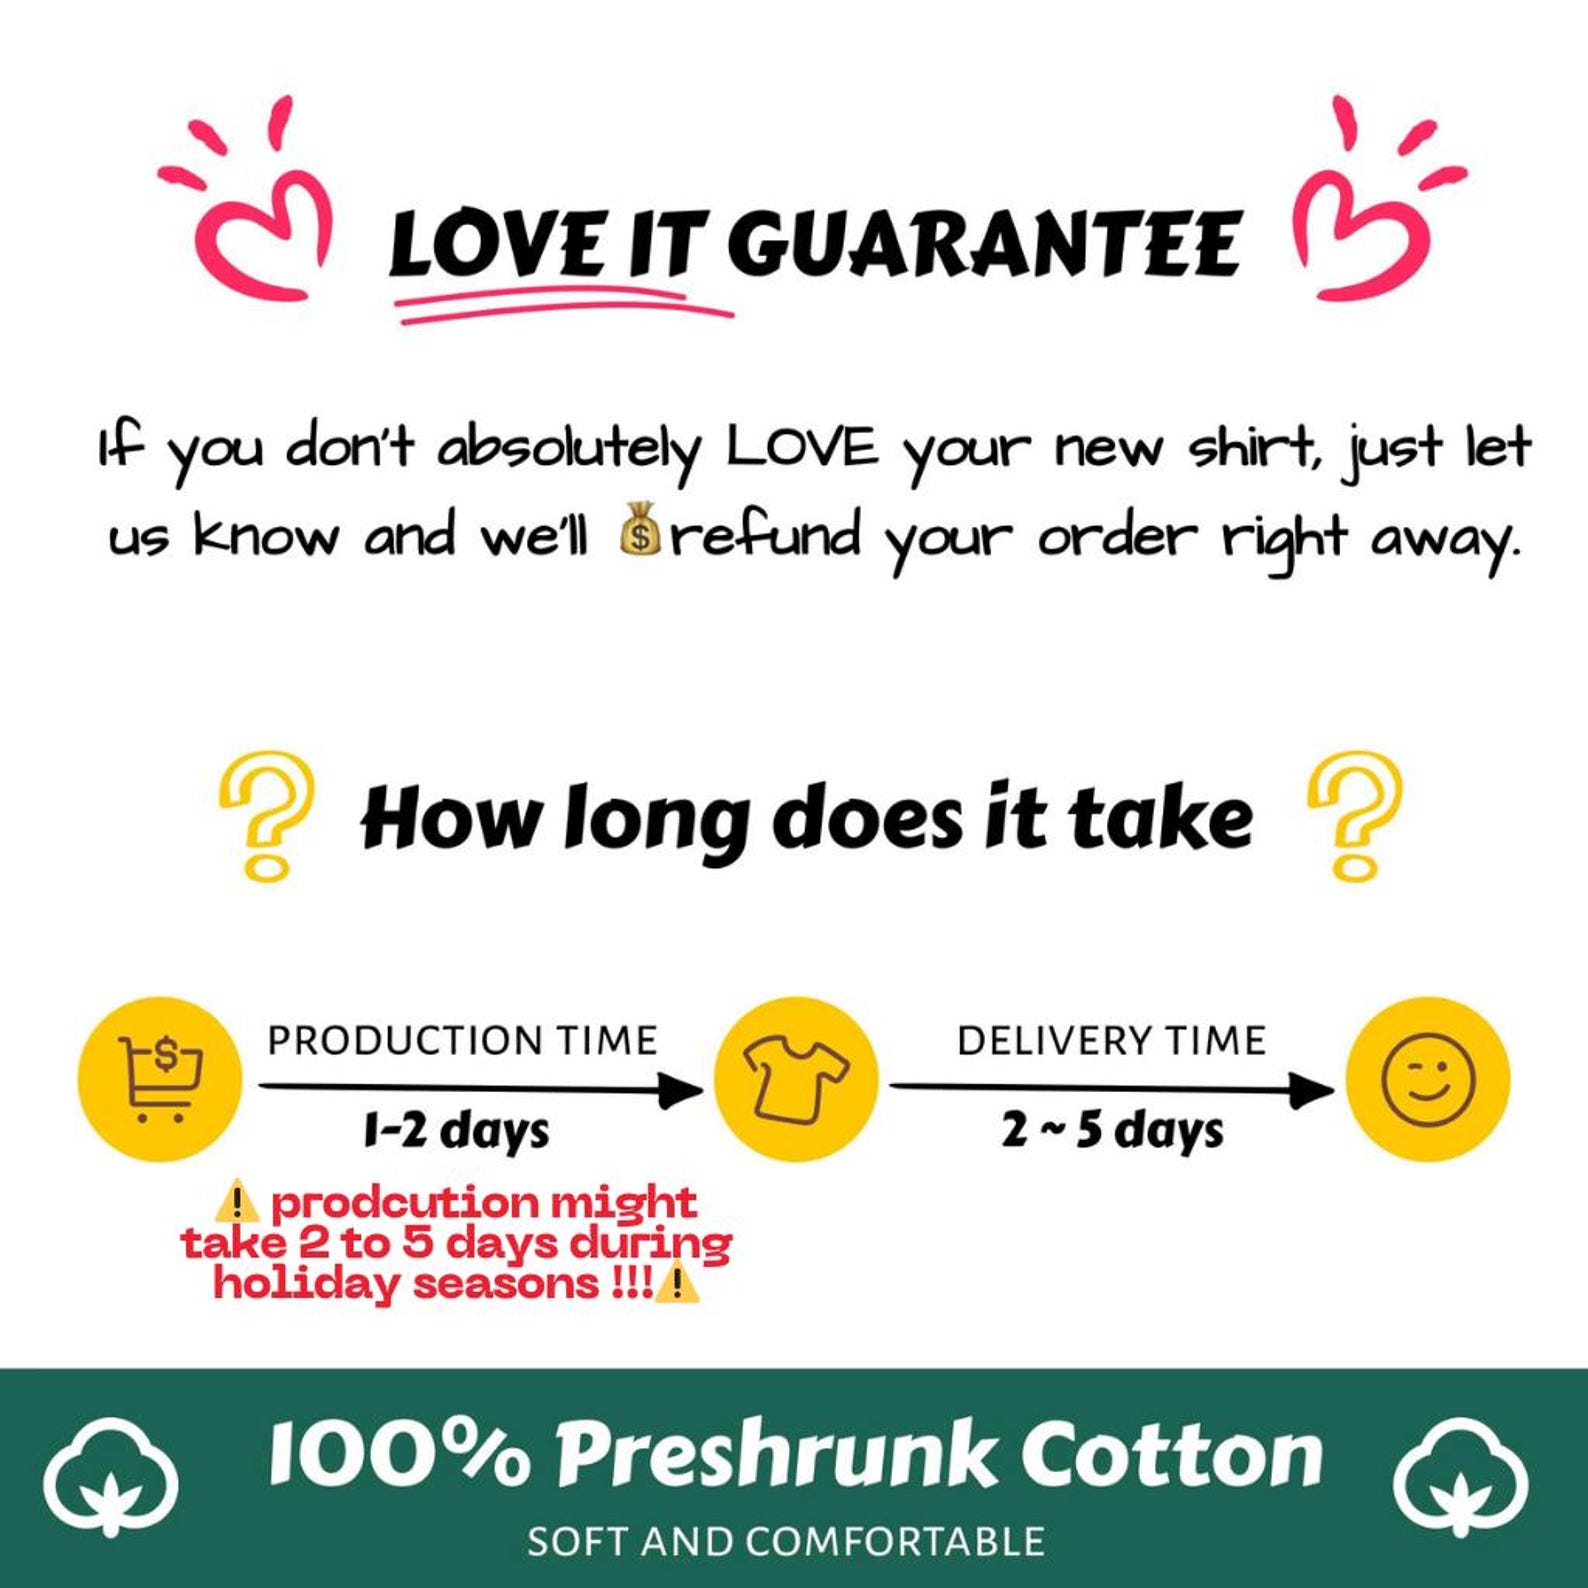 LOVE IT GUARANTEE
If you don't absolutely LOVE your new shirt, just let
us know and we'll 💰refund your order right away.
? How long does it take ?
PRODUCTION TIME
1-2 days
DELIVERY TIME
2 ~ 5 days
⚠️ prodcution might
take 2 to 5 days during
holiday seasons !!!⚠️
100% Preshrunk Cotton
SOFT AND COMFORTABLE